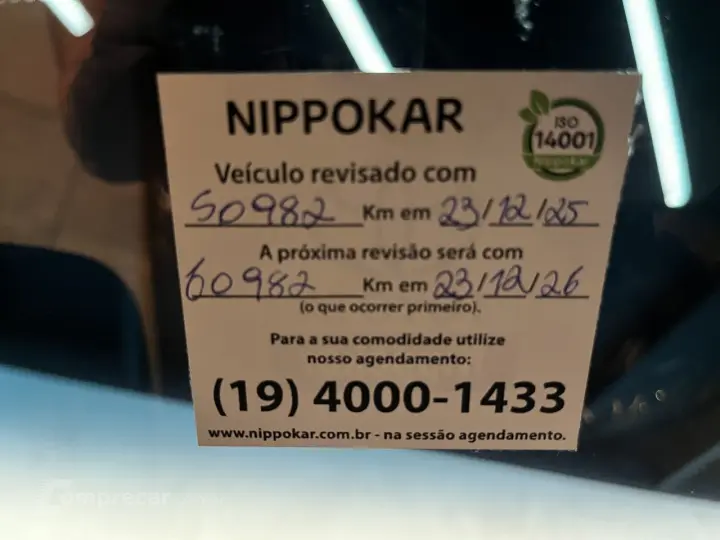 NIPPOKAR
ISO
14001
Nippokar
Veículo revisado com
50982 Km em 23/12/25
A próxima revisão será com
60982 Km em 23/12/26
(o que ocorrer primeiro).
Para a sua comodidade utilize
nosso agendamento:
(19) 4000-1433
www.nippokar.com.br - na sessão agendamento.
Comprecar